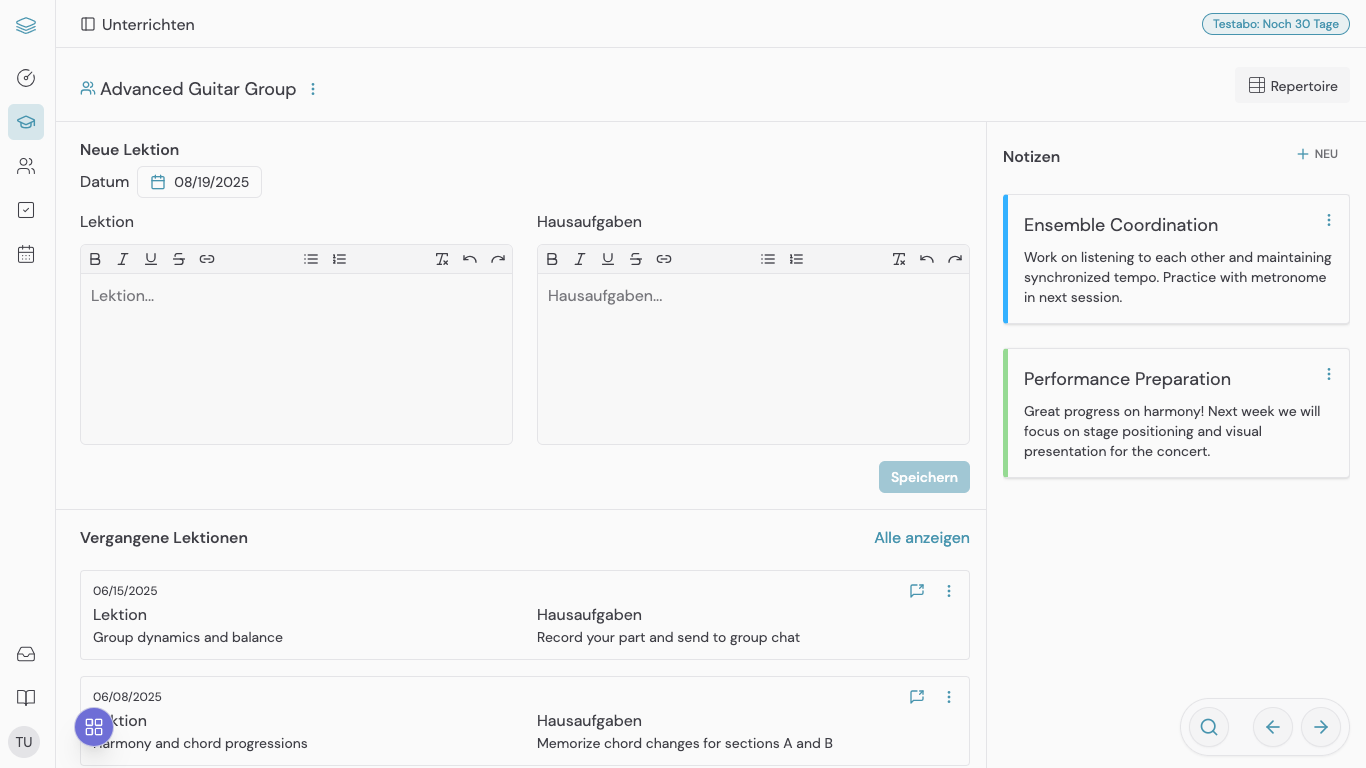 Unterrichten
Testabo: Noch 30 Tage
Advanced Guitar Group
Repertoire
Neue Lektion
Datum 08/19/2025
Lektion
Lektion...
Hausaufgaben
Hausaufgaben...
Speichern
Vergangene Lektionen
Alle anzeigen
06/15/2025
Lektion
Group dynamics and balance
Hausaufgaben
Record your part and send to group chat
06/08/2025
Lektion
Harmony and chord progressions
Hausaufgaben
Memorize chord changes for sections A and B
Notizen
NEU
Ensemble Coordination
Work on listening to each other and maintaining
synchronized tempo. Practice with metronome
in next session.
Performance Preparation
Great progress on harmony! Next week we will
focus on stage positioning and visual
presentation for the concert.
TU